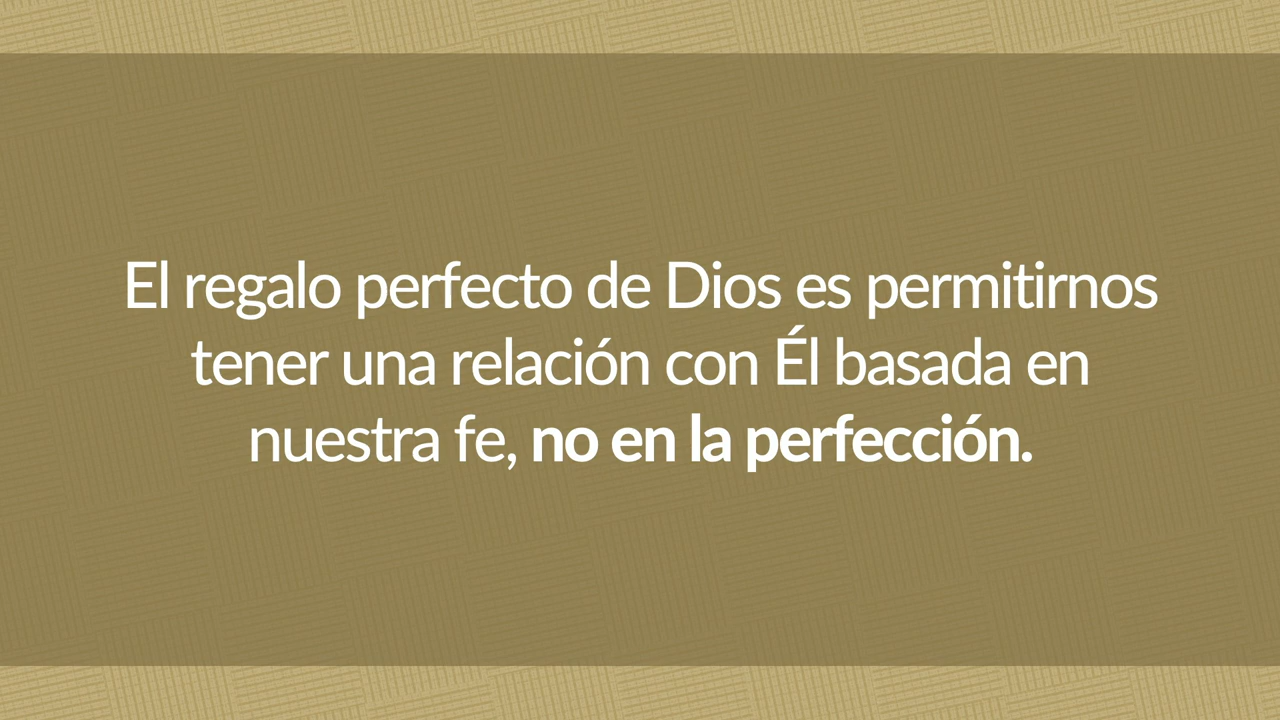 El regalo perfecto de Dios es permitirnos
tener una relación con Él basada en
nuestra fe, no en la perfección.